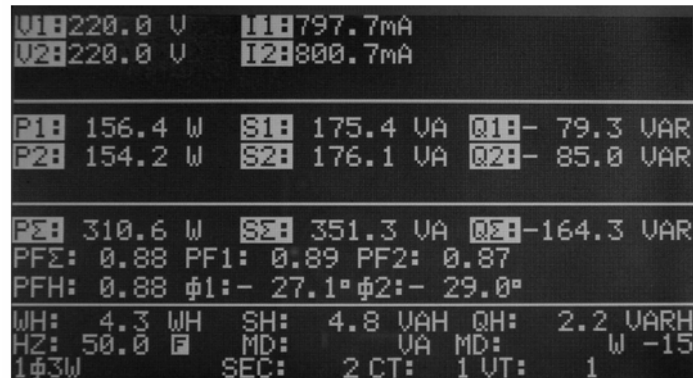 V1:220.0 V I1:797.7mA
V2:220.0 V I2:800.7mA
P1: 156.4 W S1: 175.4 VA Q1:- 79.3 VAR
P2: 154.2 W S2: 176.1 VA Q2:- 85.0 VAR
PΣ: 310.6 W SΣ: 351.3 VA QΣ:-164.3 VAR
PFΣ: 0.88 PF1: 0.89 PF2: 0.87
PFH: 0.88 ϕ1:- 27.1° ϕ2:- 29.0°
WH: 4.3 WH SH: 4.8 VAH QH: 2.2 VARH
HZ: 50.0 F MD: VA MD: W -15
1ϕ3W SEC: 2 CT: 1 VT: 1